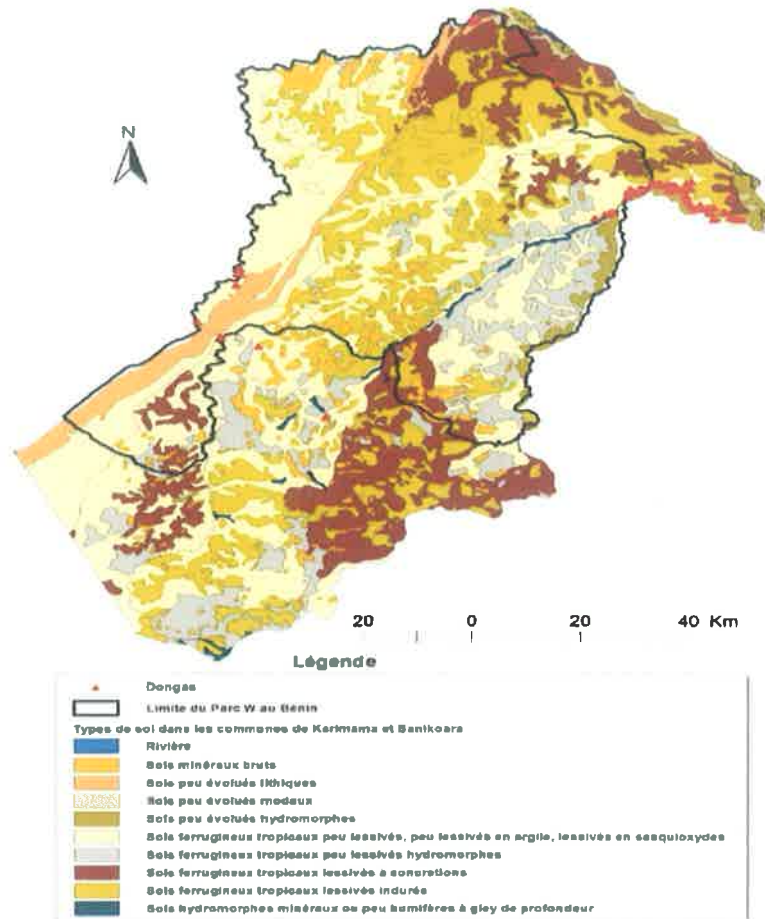 N
20 0 20 40 Km
Légende
Dongas
Limite du Parc W au Bénin
Types de sol dans les communes de Karimama et Banikoara
Rivière
Sols minéraux bruts
Sols peu évolués lithiques
Sols peu évolués modaux
Sols peu évolués hydromorphes
Sols ferrugineux tropicaux peu lessivés, peu lessivés en argile, lessivés en sesquioxydes
Sols ferrugineux tropicaux peu lessivés hydromorphes
Sols ferrugineux tropicaux lessivés à concrétions
Sols ferrugineux tropicaux lessivés indurés
Sols hydromorphes minéraux ou peu humifères à gley de profondeur